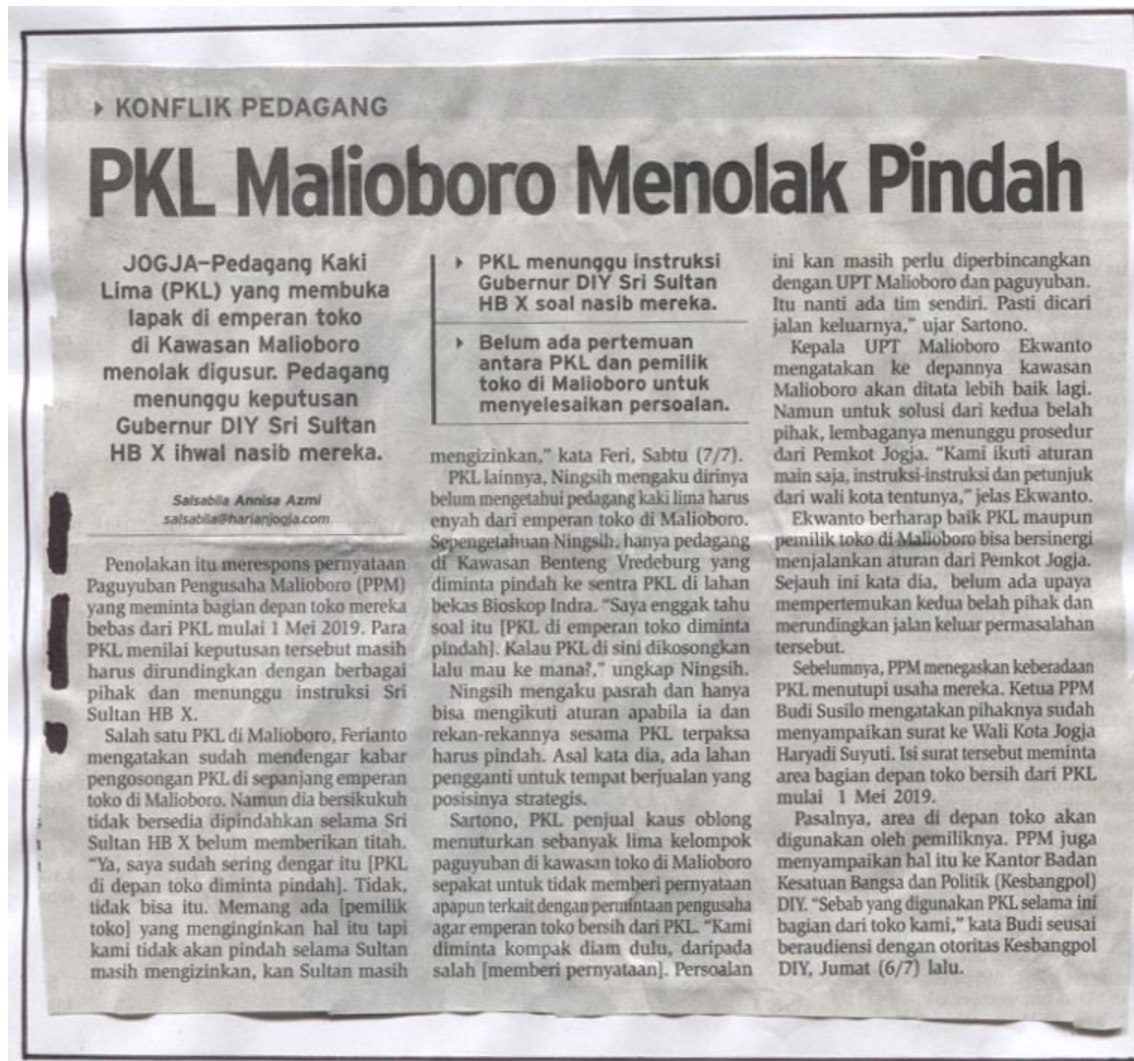 KONFLIK PEDAGANG
PKL Malioboro Menolak Pindah
JOGJA—Pedagang Kaki
Lima (PKL) yang membuka
lapak di emperan toko
di Kawasan Malioboro
menolak digusur. Pedagang
menunggu keputusan
Gubernur DIY Sri Sultan
HB X ihwal nasib mereka.
Salsabila Annisa Azmi
salsabila@harianjogja.com
Penolakan itu merespons pernyataan
Paguyuban Pengusaha Malioboro (PPM)
yang meminta bagian depan toko mereka
bebas dari PKL mulai 1 Mei 2019. Para
PKL menilai keputusan tersebut masih
harus dirundingkan dengan berbagai
pihak dan menunggu instruksi Sri
Sultan HB X.
Salah satu PKL di Malioboro, Ferianto
mengatakan sudah mendengar kabar
pengosongan PKL di sepanjang emperan
toko di Malioboro. Namun dia bersikukuh
tidak bersedia dipindahkan selama Sri
Sultan HB X belum memberikan titah.
"Ya, saya sudah sering dengar itu [PKL
di depan toko diminta pindah]. Tidak,
tidak bisa itu. Memang ada [pemilik
toko] yang menginginkan hal itu tapi
kami tidak akan pindah selama Sultan
masih mengizinkan, kan Sultan masih
PKL menunggu instruksi
Gubernur DIY Sri Sultan
HB X soal nasib mereka.
Belum ada pertemuan
antara PKL dan pemilik
toko di Malioboro untuk
menyelesaikan persoalan.
mengizinkan," kata Feri, Sabtu (7/7).
PKL lainnya, Ningsih mengaku dirinya
belum mengetahui pedagang kaki lima harus
enyah dari emperan toko di Malioboro.
Sepengetahuan Ningsih, hanya pedagang
di Kawasan Benteng Vredeburg yang
diminta pindah ke sentra PKL di lahan
bekas Bioskop Indra. "Saya enggak tahu
soal itu [PKL di emperan toko diminta
pindah]. Kalau PKL di sini dikosongkan
lalu mau ke mana?," ungkap Ningsih.
Ningsih mengaku pasrah dan hanya
bisa mengikuti aturan apabila ia dan
rekan-rekannya sesama PKL terpaksa
harus pindah. Asal kata dia, ada lahan
pengganti untuk tempat berjualan yang
posisinya strategis.
Sartono, PKL penjual kaus oblong
menuturkan sebanyak lima kelompok
paguyuban di kawasan toko di Malioboro
sepakat untuk tidak memberi pernyataan
apapun terkait dengan permintaan pengusaha
agar emperan toko bersih dari PKL. "Kami
diminta kompak diam dulu, daripada
salah [memberi pernyataan]. Persoalan
ini kan masih perlu diperbincangkan
dengan UPT Malioboro dan paguyuban.
Itu nanti ada tim sendiri. Pasti dicari
jalan keluarnya," ujar Sartono.
Kepala UPT Malioboro Ekwanto
mengatakan ke depannya kawasan
Malioboro akan ditata lebih baik lagi.
Namun untuk solusi dari kedua belah
pihak, lembaganya menunggu prosedur
dari Pemkot Jogja. "Kami ikuti aturan
main saja, instruksi-instruksi dan petunjuk
dari wali kota tentunya," jelas Ekwanto.
Ekwanto berharap baik PKL maupun
pemilik toko di Malioboro bisa bersinergi
menjalankan aturan dari Pemkot Jogja.
Sejauh ini kata dia, belum ada upaya
mempertemukan kedua belah pihak dan
merundingkan jalan keluar permasalahan
tersebut.
Sebelumnya, PPM menegaskan keberadaan
PKL menutupi usaha mereka. Ketua PPM
Budi Susilo mengatakan pihaknya sudah
menyampaikan surat ke Wali Kota Jogja
Haryadi Suyuti. Isi surat tersebut meminta
area bagian depan toko bersih dari PKL
mulai 1 Mei 2019.
Pasalnya, area di depan toko akan
digunakan oleh pemiliknya. PPM juga
menyampaikan hal itu ke Kantor Badan
Kesatuan Bangsa dan Politik (Kesbangpol)
DIY. "Sebab yang digunakan PKL selama ini
bagian dari toko kami," kata Budi seusai
beraudiensi dengan otoritas Kesbangpol
DIY, Jumat (6/7) lalu.